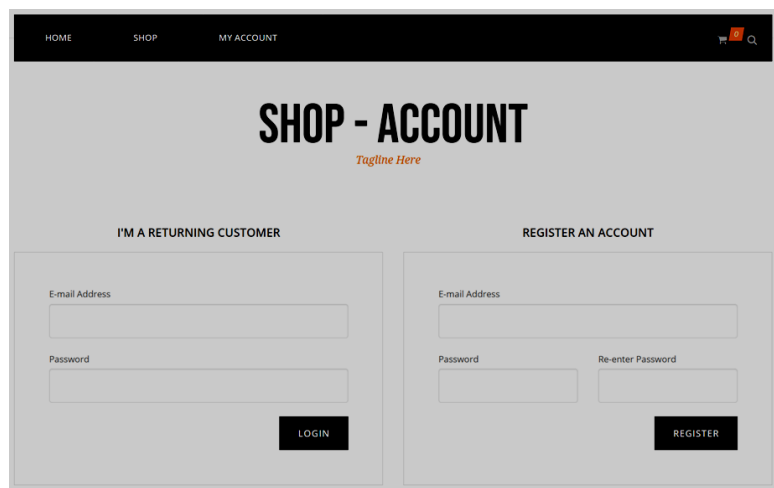 HOME SHOP MY ACCOUNT 0
SHOP - ACCOUNT
Tagline Here
I'M A RETURNING CUSTOMER
E-mail Address
Password
LOGIN
REGISTER AN ACCOUNT
E-mail Address
Password Re-enter Password
REGISTER